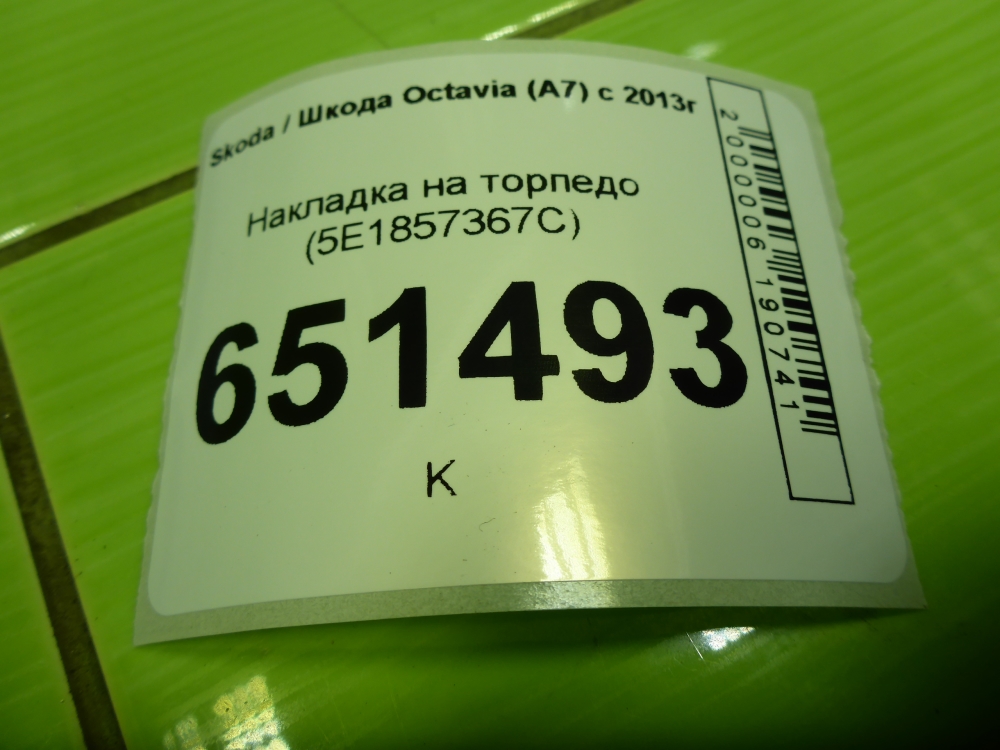 Skoda / Шкода Octavia (A7) с 2013г
Накладка на торпедо
(5E1857367C)
651493
К
2000006190741